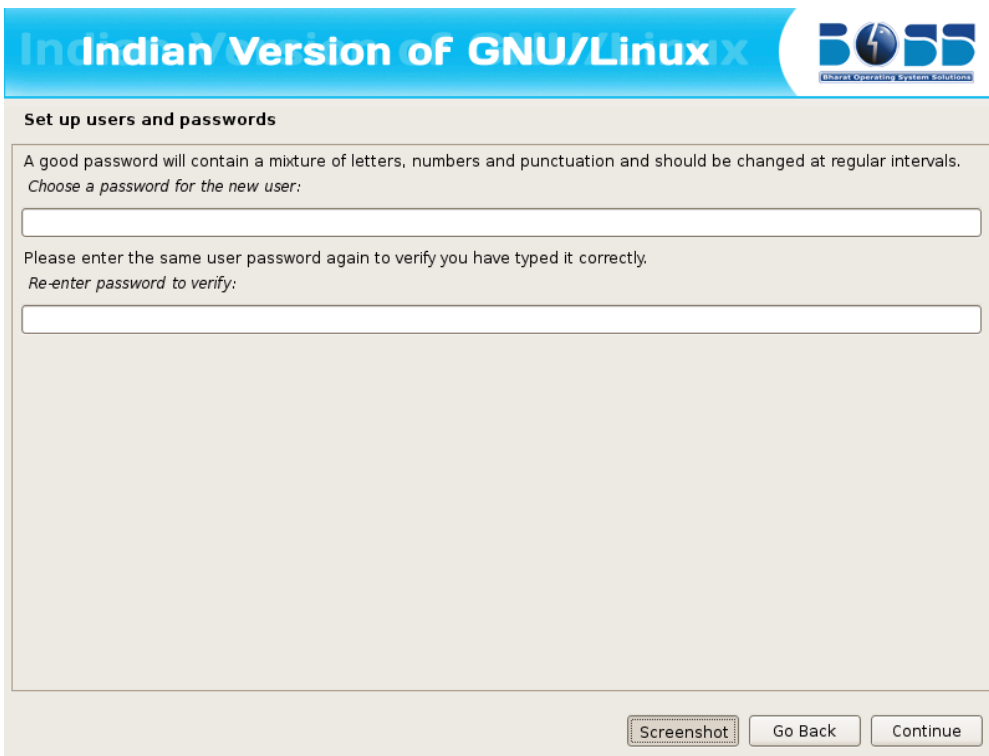 Indian Version of GNU/Linux
BOSS
Bharat Operating System Solutions
Set up users and passwords
A good password will contain a mixture of letters, numbers and punctuation and should be changed at regular intervals.
Choose a password for the new user:
Please enter the same user password again to verify you have typed it correctly.
Re-enter password to verify:
Screenshot Go Back Continue